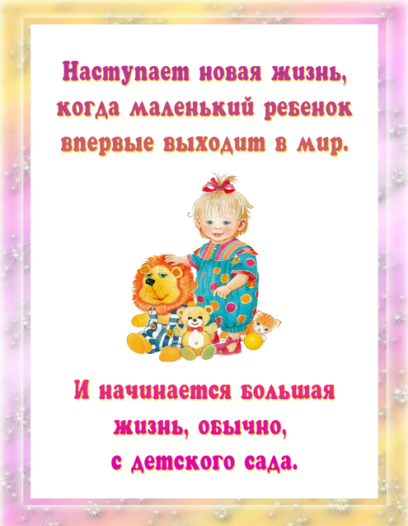 Наступает новая жизнь,
когда маленький ребенок
впервые выходит в мир.
И начинается большая
жизнь, обычно,
с детского сада.